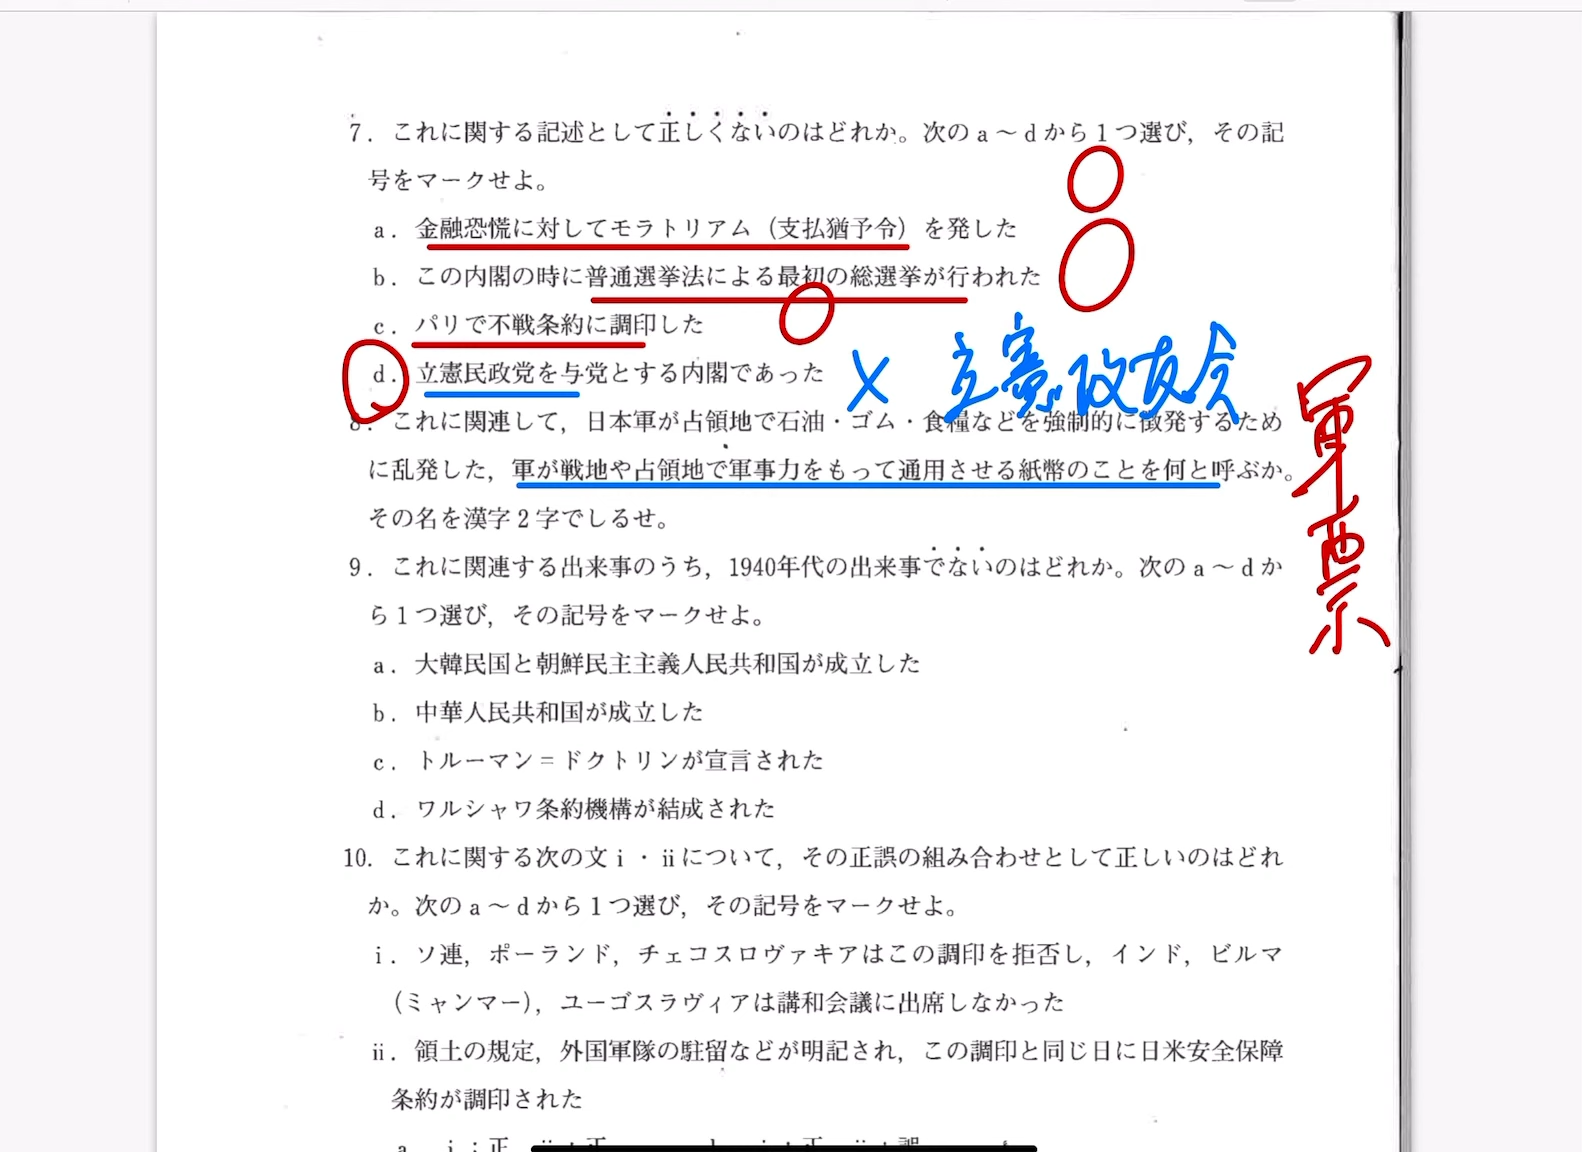 7．これに関する記述として正しくないのはどれか。次のａ～ｄから１つ選び，その記
号をマークせよ。
ａ．金融恐慌に対してモラトリアム（支払猶予令）を発した
ｂ．この内閣の時に普通選挙法による最初の総選挙が行われた
ｃ．パリで不戦条約に調印した
ｄ．立憲民政党を与党とする内閣であった
× 立憲政友会
8．これに関連して，日本軍が占領地で石油・ゴム・食糧などを強制的に徴発するため
に乱発した，軍が戦地や占領地で軍事力をもって通用させる紙幣のことを何と呼ぶか。
その名を漢字２字でしるせ。
軍票
9．これに関連する出来事のうち，1940年代の出来事でないのはどれか。次のａ～ｄか
ら１つ選び，その記号をマークせよ。
ａ．大韓民国と朝鮮民主主義人民共和国が成立した
ｂ．中華人民共和国が成立した
ｃ．トルーマン＝ドクトリンが宣言された
ｄ．ワルシャワ条約機構が結成された
10．これに関する次の文ⅰ・ⅱについて，その正誤の組み合わせとして正しいのはどれ
か。次のａ～ｄから１つ選び，その記号をマークせよ。
ⅰ．ソ連，ポーランド，チェコスロヴァキアはこの調印を拒否し，インド，ビルマ
（ミャンマー），ユーゴスラヴィアは講和会議に出席しなかった
ⅱ．領土の規定，外国軍隊の駐留などが明記され，この調印と同じ日に日米安全保障
条約が調印された